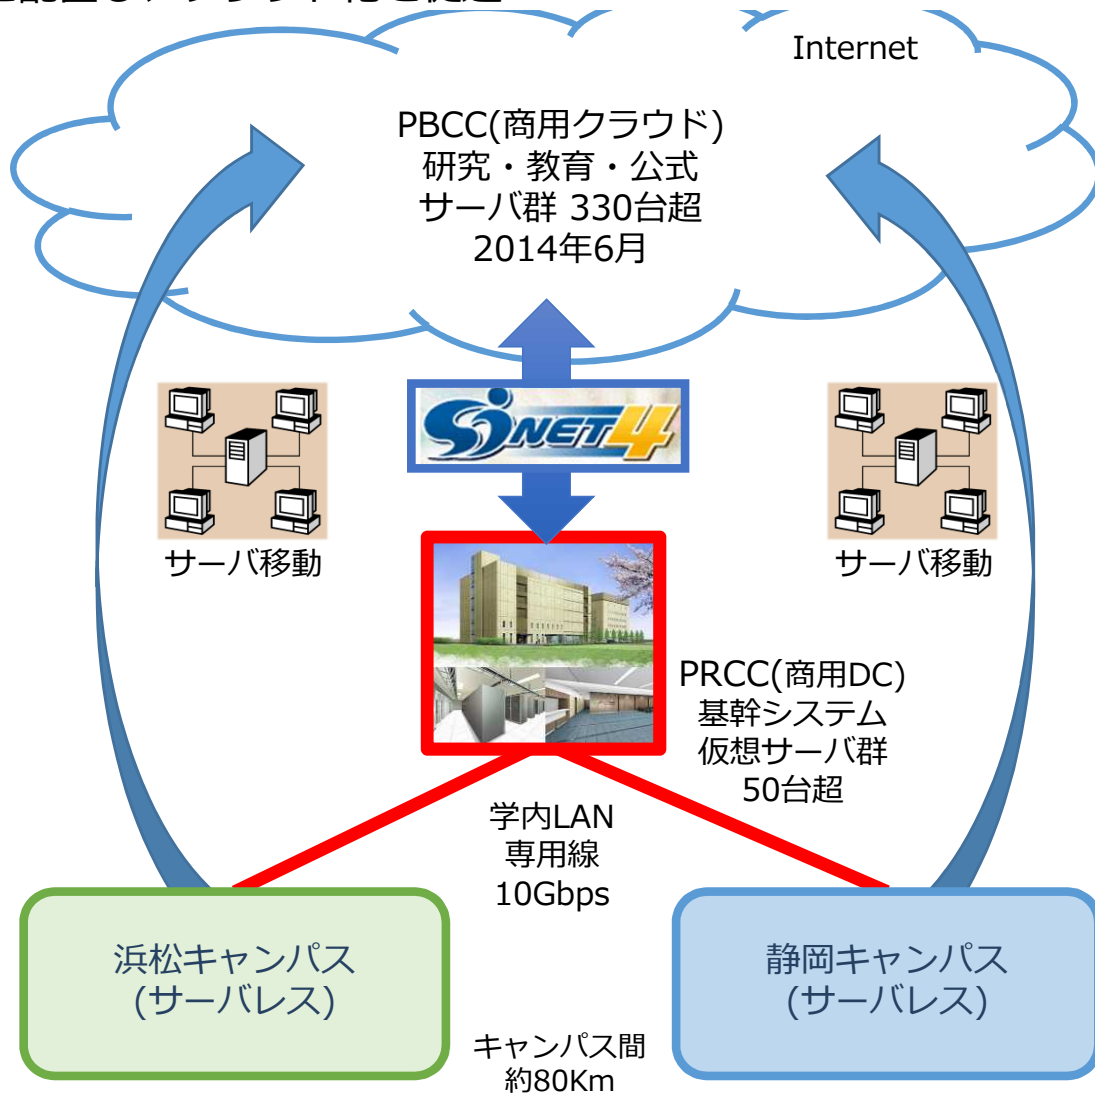 Internet
PBCC(商用クラウド)
研究・教育・公式
サーバ群 330台超
2014年6月
SINET4
サーバ移動
サーバ移動
PRCC(商用DC)
基幹システム
仮想サーバ群
50台超
学内LAN
専用線
10Gbps
浜松キャンパス
(サーバレス)
静岡キャンパス
(サーバレス)
キャンパス間
約80Km